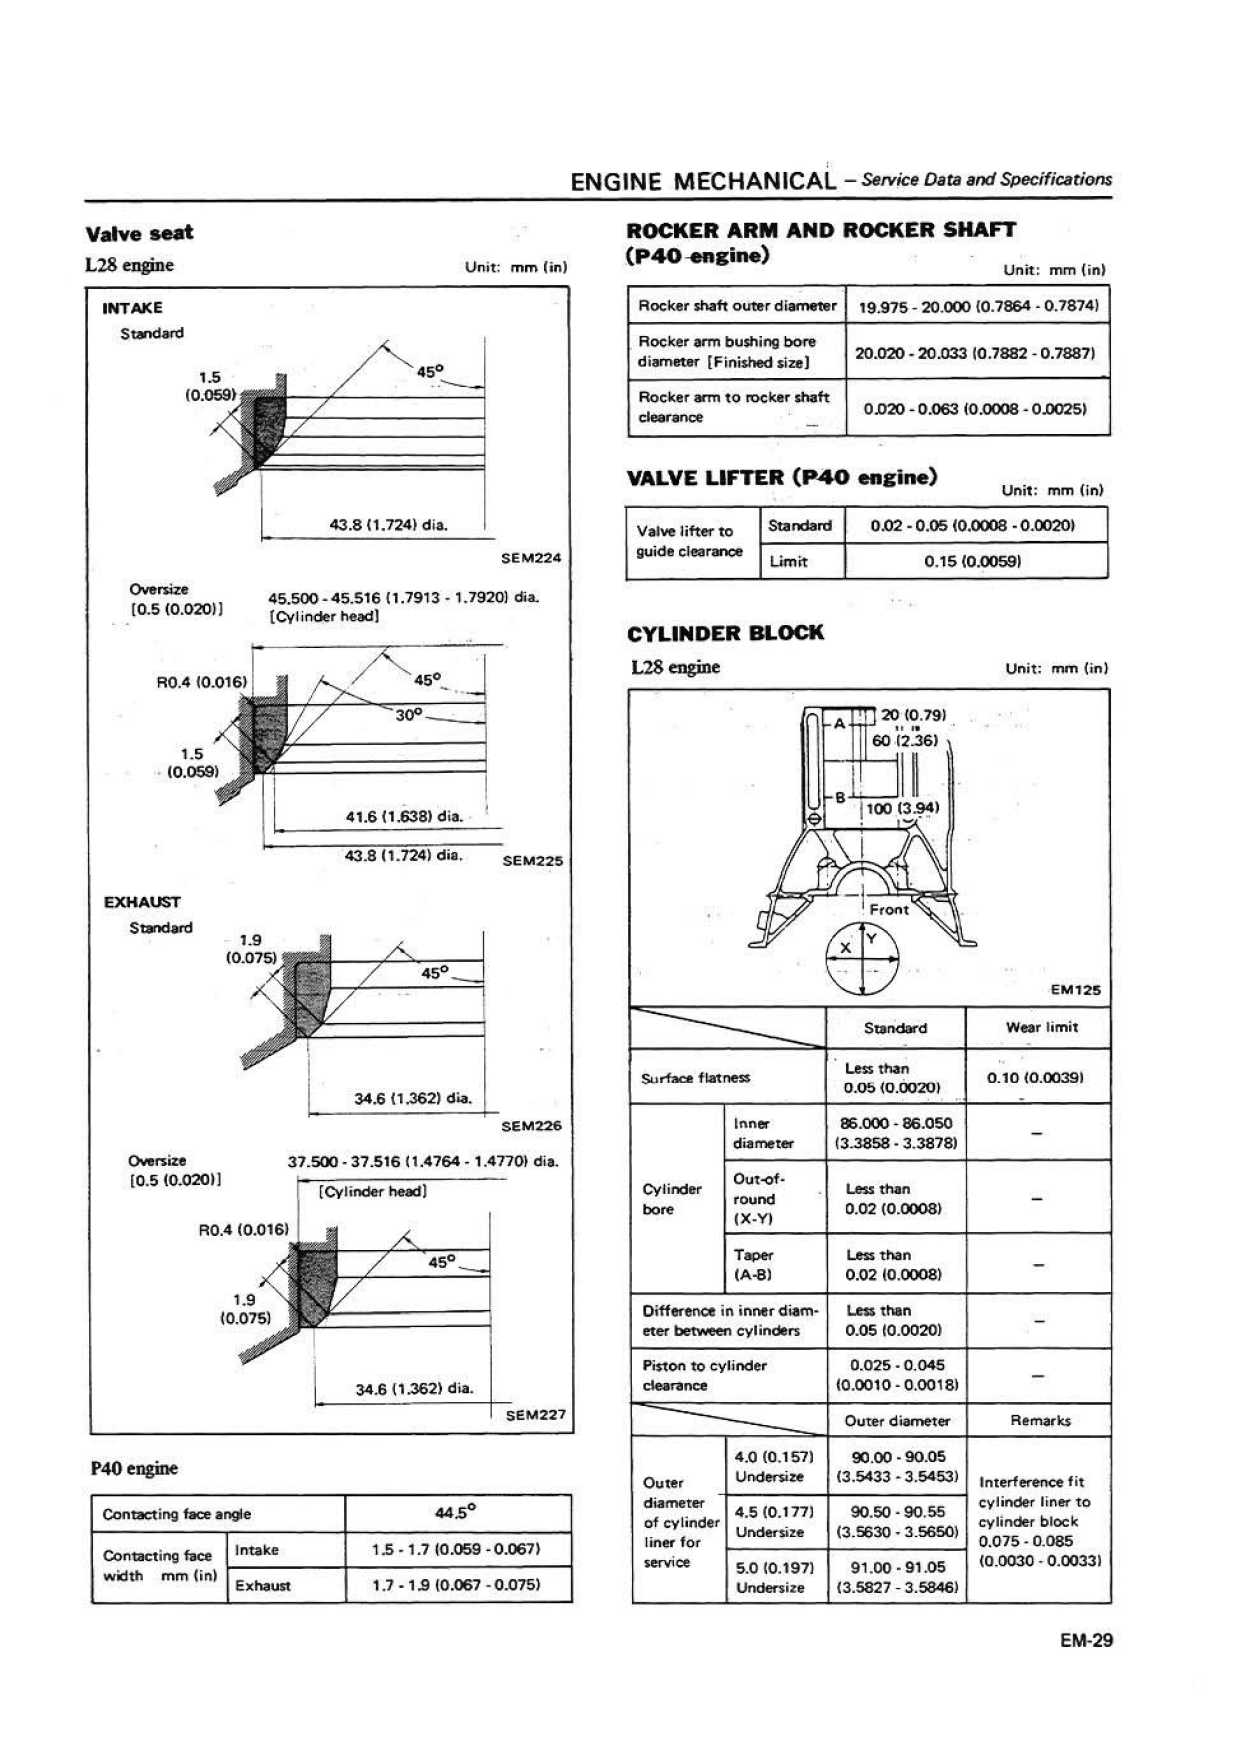 ENGINE MECHANICAL – Service Data and Specifications
Valve seat
L28 engine
Unit: mm (in)
INTAKE
Standard
1.5
(0.059)
45°
43.8 (1.724) dia.
SEM224
Oversize
[0.5 (0.020)]
45.500 - 45.516 (1.7913 - 1.7920) dia.
[Cylinder head]
R0.4 (0.016)
45°
30°
1.5
(0.059)
41.6 (1.638) dia.
43.8 (1.724) dia.
SEM225
EXHAUST
Standard
1.9
(0.075)
45°
34.6 (1.362) dia.
SEM226
Oversize
[0.5 (0.020)]
37.500 - 37.516 (1.4764 - 1.4770) dia.
[Cylinder head]
R0.4 (0.016)
45°
1.9
(0.075)
34.6 (1.362) dia.
SEM227
P40 engine
Contacting face angle
44.5°
Contacting face
width mm (in)
Intake
1.5 - 1.7 (0.059 - 0.067)
Exhaust
1.7 - 1.9 (0.067 - 0.075)
ROCKER ARM AND ROCKER SHAFT
(P40 engine)
Unit: mm (in)
Rocker shaft outer diameter
19.975 - 20.000 (0.7864 - 0.7874)
Rocker arm bushing bore
diameter [Finished size]
20.020 - 20.033 (0.7882 - 0.7887)
Rocker arm to rocker shaft
clearance
0.020 - 0.063 (0.0008 - 0.0025)
VALVE LIFTER (P40 engine)
Unit: mm (in)
Valve lifter to
guide clearance
Standard
0.02 - 0.05 (0.0008 - 0.0020)
Limit
0.15 (0.0059)
CYLINDER BLOCK
L28 engine
Unit: mm (in)
A
20 (0.79)
60 (2.36)
B
100 (3.94)
Front
X
Y
EM125
Standard
Wear limit
Surface flatness
Less than
0.05 (0.0020)
0.10 (0.0039)
Cylinder
bore
Inner
diameter
86.000 - 86.050
(3.3858 - 3.3878)
–
Out-of-
round
(X-Y)
Less than
0.02 (0.0008)
–
Taper
(A-B)
Less than
0.02 (0.0008)
–
Difference in inner diam-
eter between cylinders
Less than
0.05 (0.0020)
–
Piston to cylinder
clearance
0.025 - 0.045
(0.0010 - 0.0018)
–
Outer diameter
Remarks
Outer
diameter
of cylinder
liner for
service
4.0 (0.157)
Undersize
90.00 - 90.05
(3.5433 - 3.5453)
4.5 (0.177)
Undersize
90.50 - 90.55
(3.5630 - 3.5650)
5.0 (0.197)
Undersize
91.00 - 91.05
(3.5827 - 3.5846)
Interference fit
cylinder liner to
cylinder block
0.075 - 0.085
(0.0030 - 0.0033)
EM-29